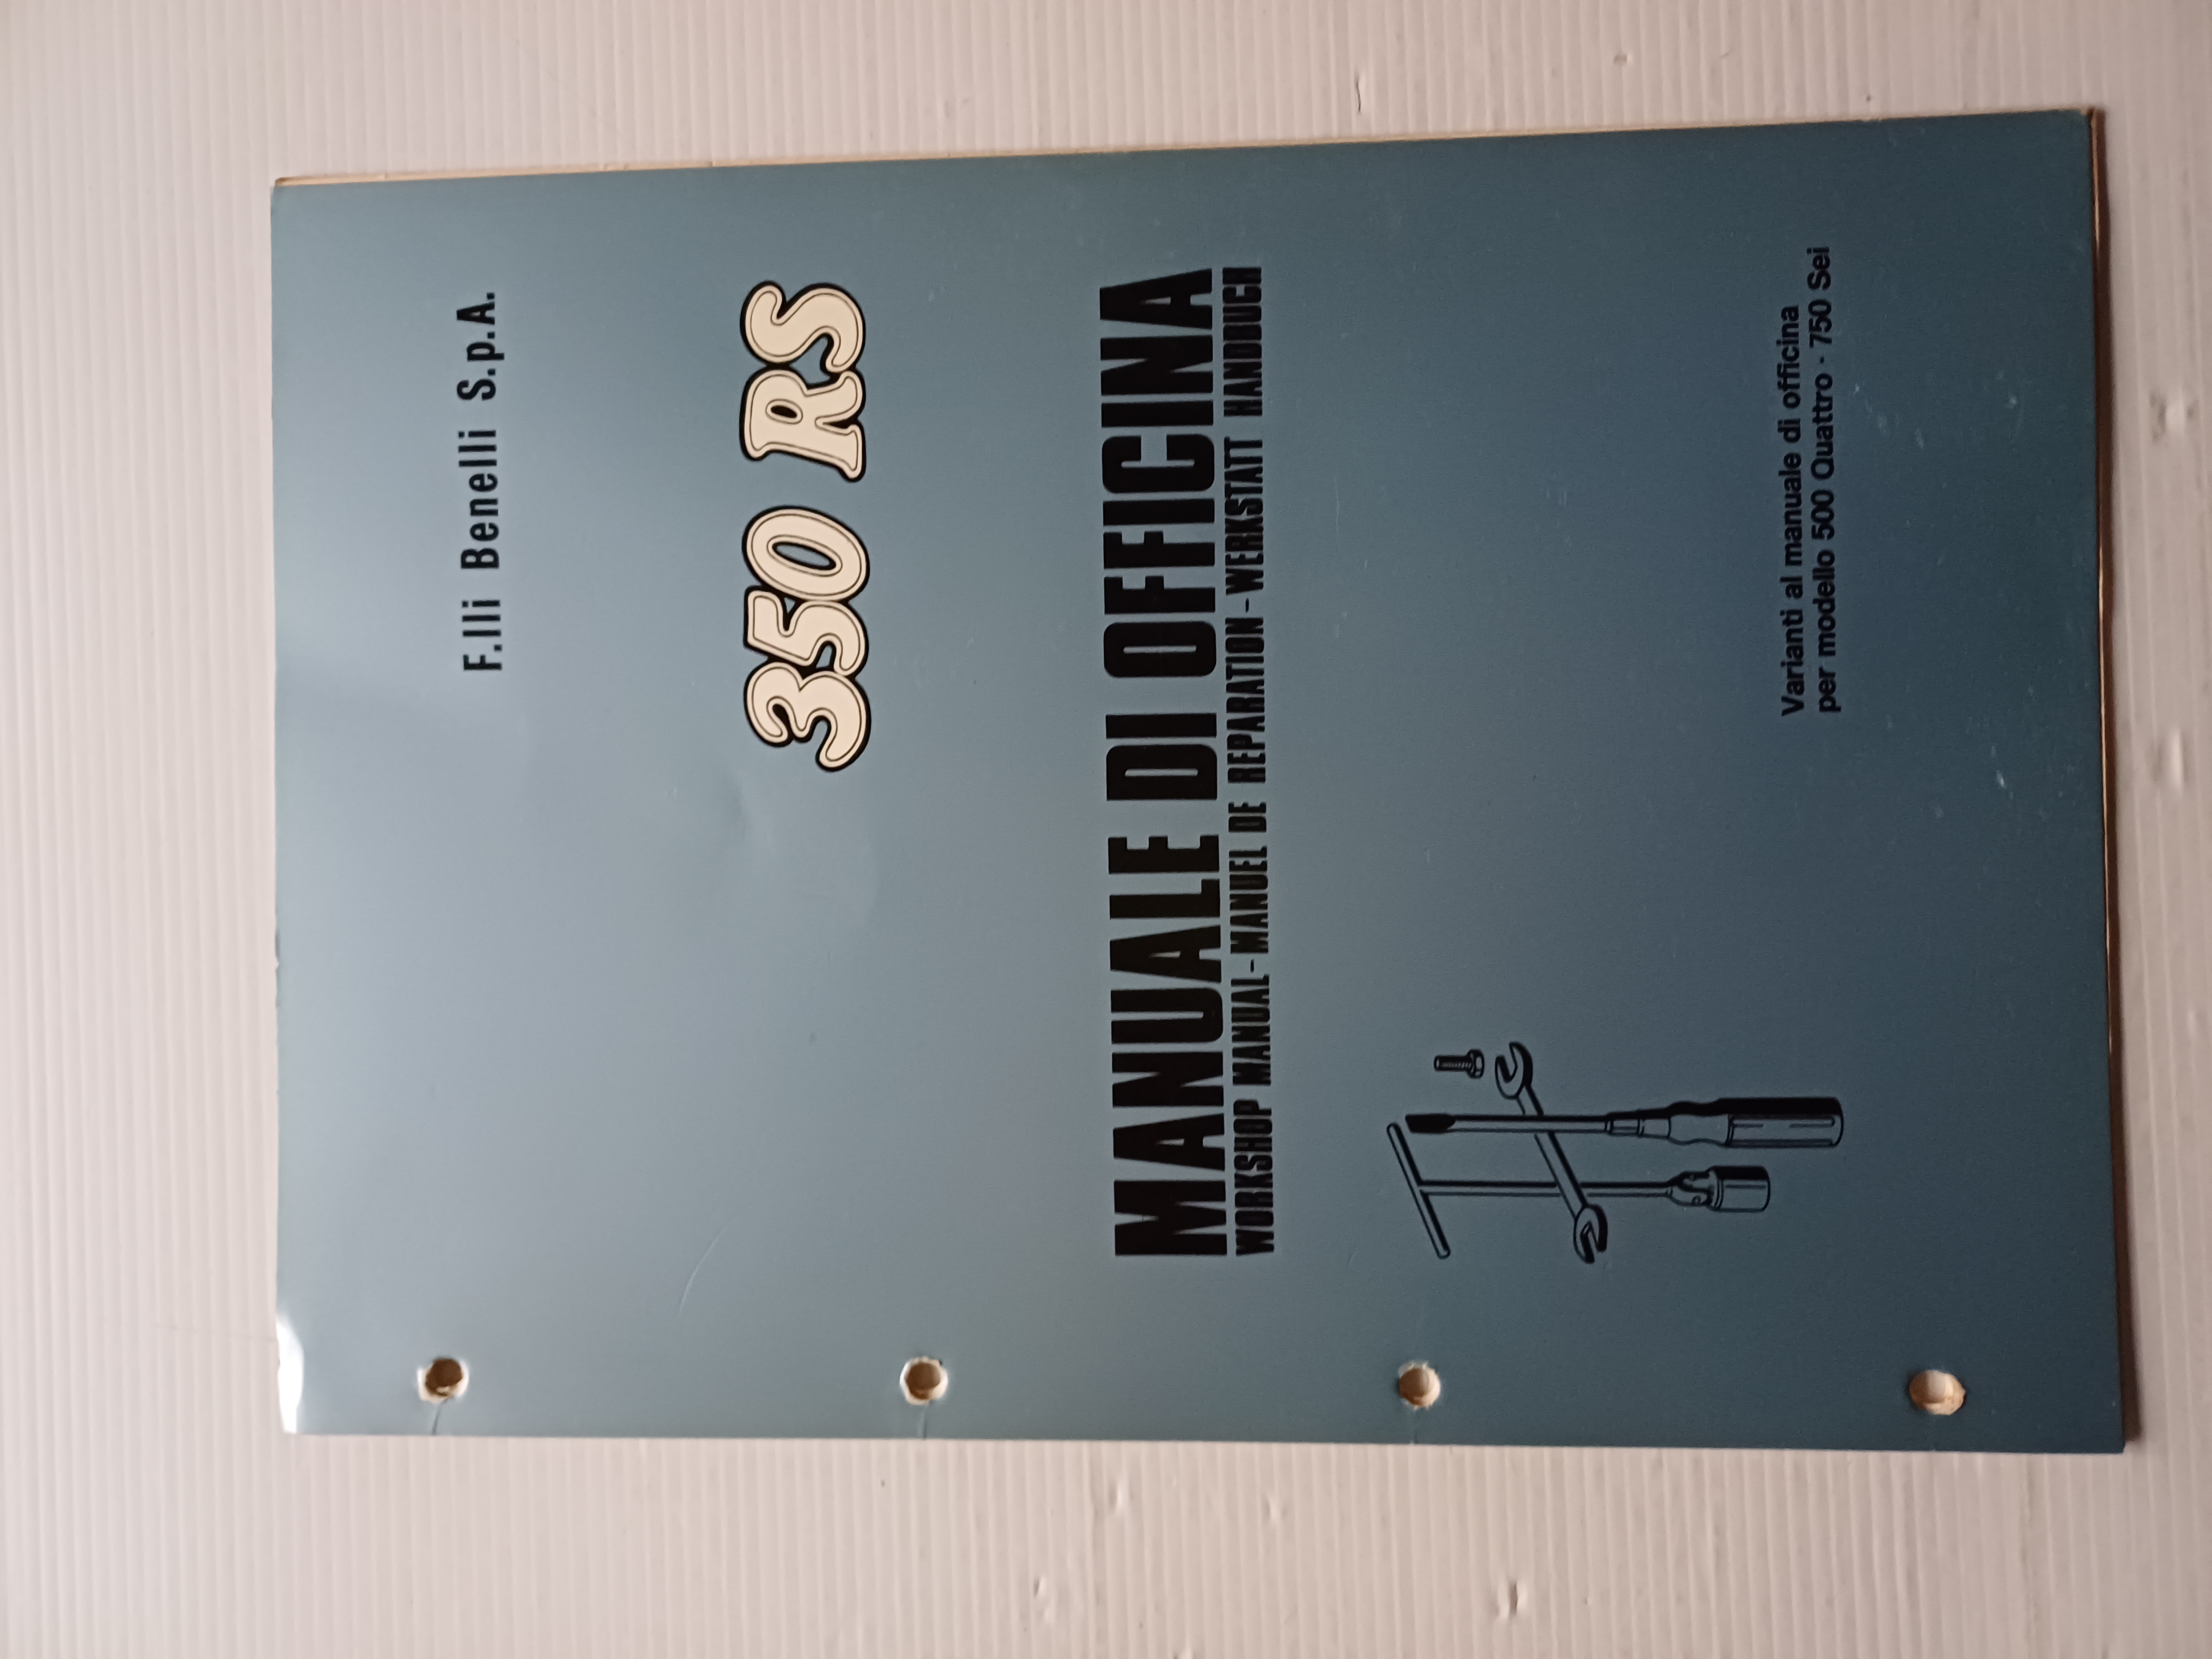 F.lli Benelli S.p.A.
350 RS
MANUALE DI OFFICINA
WORKSHOP MANUAL-MANUEL DE REPARATION-WERKSTATT HANDBUCH
Varianti al manuale di officina
per modello 500 Quattro - 750 Sei